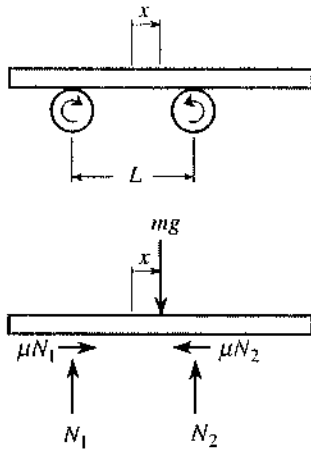 x
L
mg
x
μN₁ μN₂
N₁ N₂